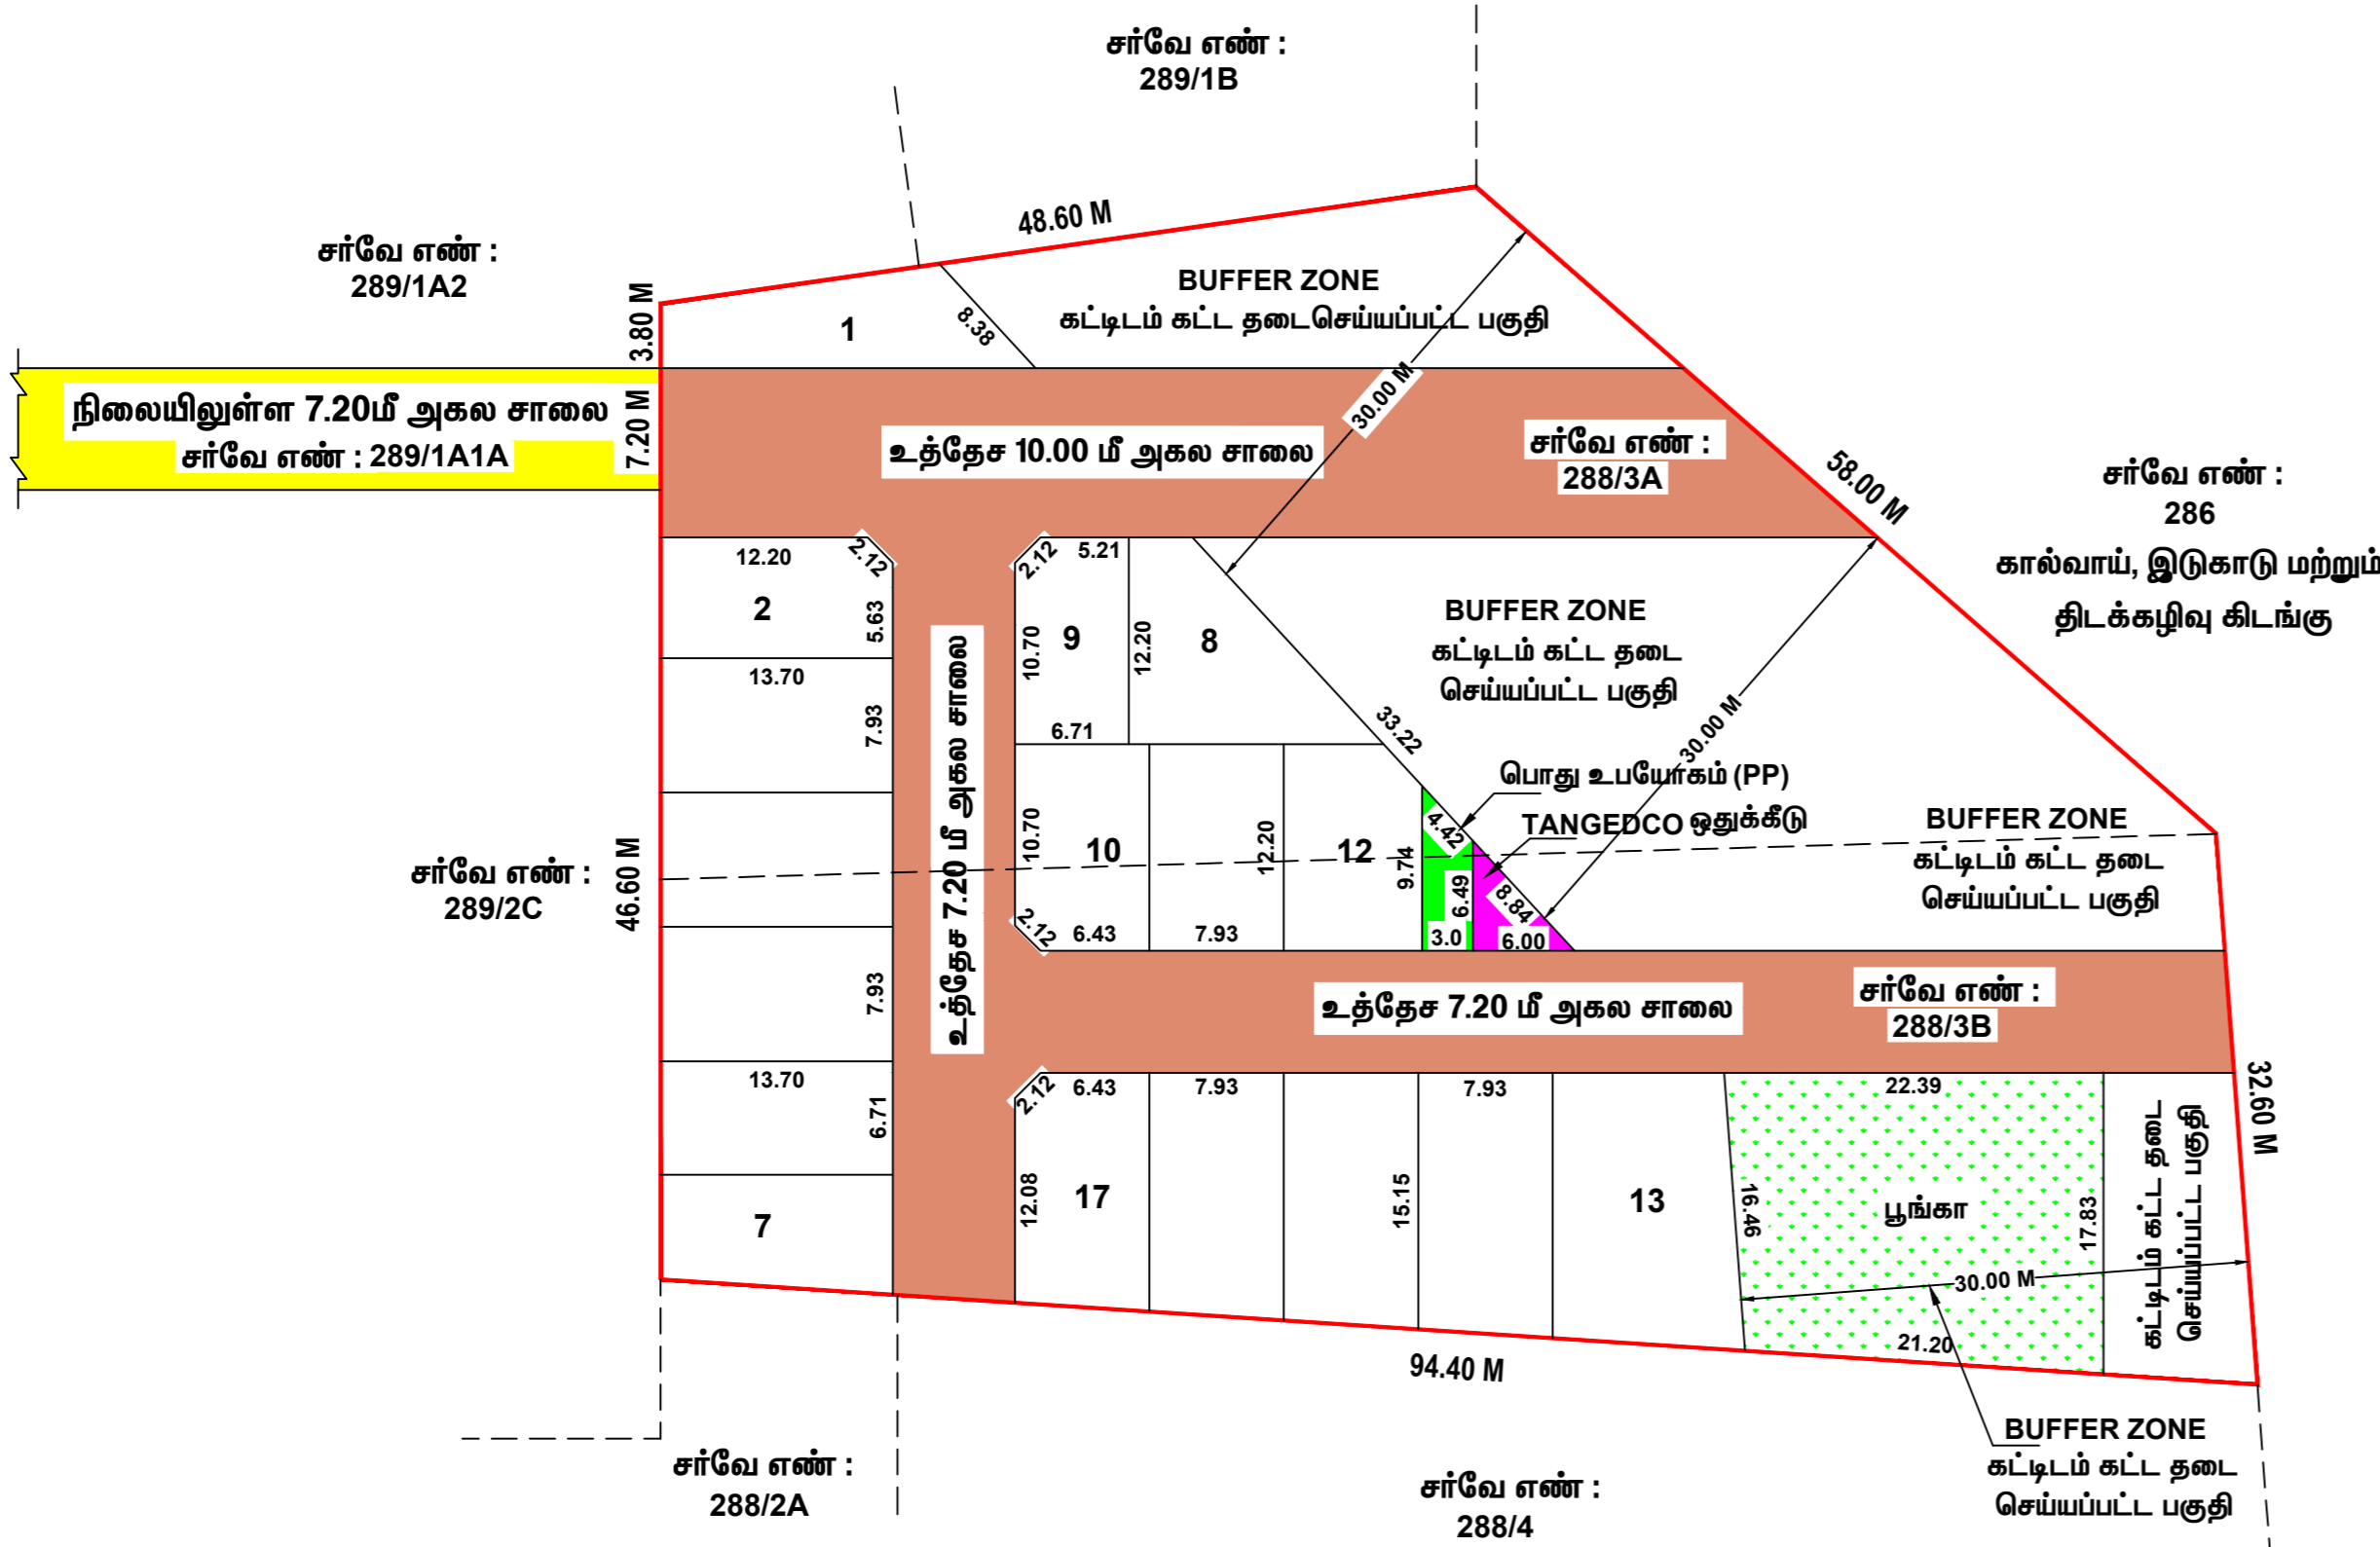 சர்வே எண் :
289/1B
48.60 M
சர்வே எண் :
289/1A2
3.80 M
BUFFER ZONE
கட்டிடம் கட்ட தடைசெய்யப்பட்ட பகுதி
1
8.38
30.00 M
நிலையிலுள்ள 7.20மீ அகல சாலை
சர்வே எண் : 289/1A1A
7.20 M
உத்தேச 10.00 மீ அகல சாலை
சர்வே எண் :
288/3A
58.00 M
சர்வே எண் :
286
கால்வாய், இடுகாடு மற்றும்
திடக்கழிவு கிடங்கு
12.20
2.12
2
5.63
13.70
7.93
2.12
5.21
10.70
9
12.20
8
6.71
BUFFER ZONE
கட்டிடம் கட்ட தடை
செய்யப்பட்ட பகுதி
33.22
30.00 M
பொது உபயோகம் (PP)
TANGEDCO ஒதுக்கீடு
உத்தேச 7.20 மீ அகல சாலை
BUFFER ZONE
கட்டிடம் கட்ட தடை
செய்யப்பட்ட பகுதி
சர்வே எண் :
289/2C
46.60 M
10.70
10
12.20
12
9.74
4.42
6.49
8.84
2.12
6.43
7.93
3.0
6.00
7.93
உத்தேச 7.20 மீ அகல சாலை
சர்வே எண் :
288/3B
13.70
6.71
7
2.12
6.43
7.93
7.93
12.08
17
15.15
13
16.46
22.39
பூங்கா
17.83
30.00 M
21.20
கட்டிடம் கட்ட தடை
செய்யப்பட்ட பகுதி
32.60 M
94.40 M
BUFFER ZONE
கட்டிடம் கட்ட தடை
செய்யப்பட்ட பகுதி
சர்வே எண் :
288/2A
சர்வே எண் :
288/4